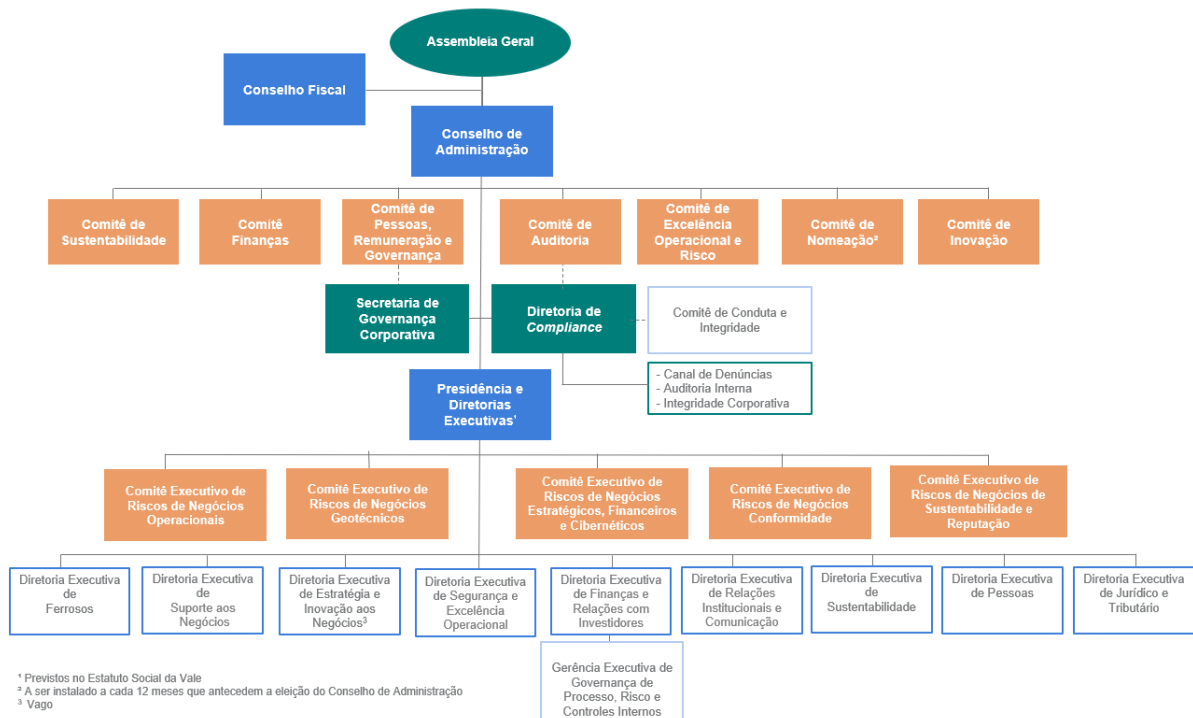 Assembleia Geral
Conselho Fiscal
Conselho de
Administração
Comitê de
Sustentabilidade
Comitê
Finanças
Comitê de
Pessoas,
Remuneração e
Governança
Comitê de
Auditoria
Comitê de
Excelência
Operacional e
Risco
Comitê de
Nomeação²
Comitê de
Inovação
Secretaria de
Governança
Corporativa
Diretoria de
Compliance
Comitê de Conduta e
Integridade
- Canal de Denúncias
- Auditoria Interna
- Integridade Corporativa
Presidência e
Diretorias
Executivas¹
Comitê Executivo de
Riscos de Negócios
Operacionais
Comitê Executivo de
Riscos de Negócios
Geotécnicos
Comitê Executivo de
Riscos de Negócios
Estratégicos, Financeiros
e Cibernéticos
Comitê Executivo de
Riscos de Negócios
Conformidade
Comitê Executivo de
Riscos de Negócios de
Sustentabilidade e
Reputação
Diretoria Executiva
de
Ferrosos
Diretoria Executiva
de
Suporte aos
Negócios
Diretoria Executiva
de Estratégia e
Inovação aos
Negócios³
Diretoria Executiva
de Segurança e
Excelência
Operacional
Diretoria Executiva
de Finanças e
Relações com
Investidores
Diretoria Executiva
de Relações
Institucionais e
Comunicação
Diretoria Executiva
de
Sustentabilidade
Diretoria Executiva
de Pessoas
Diretoria Executiva
de Jurídico e
Tributário
Gerência Executiva de
Governança de
Processo, Risco e
Controles Internos
¹ Previstos no Estatuto Social da Vale
² A ser instalado a cada 12 meses que antecedem a eleição do Conselho de Administração
³ Vago